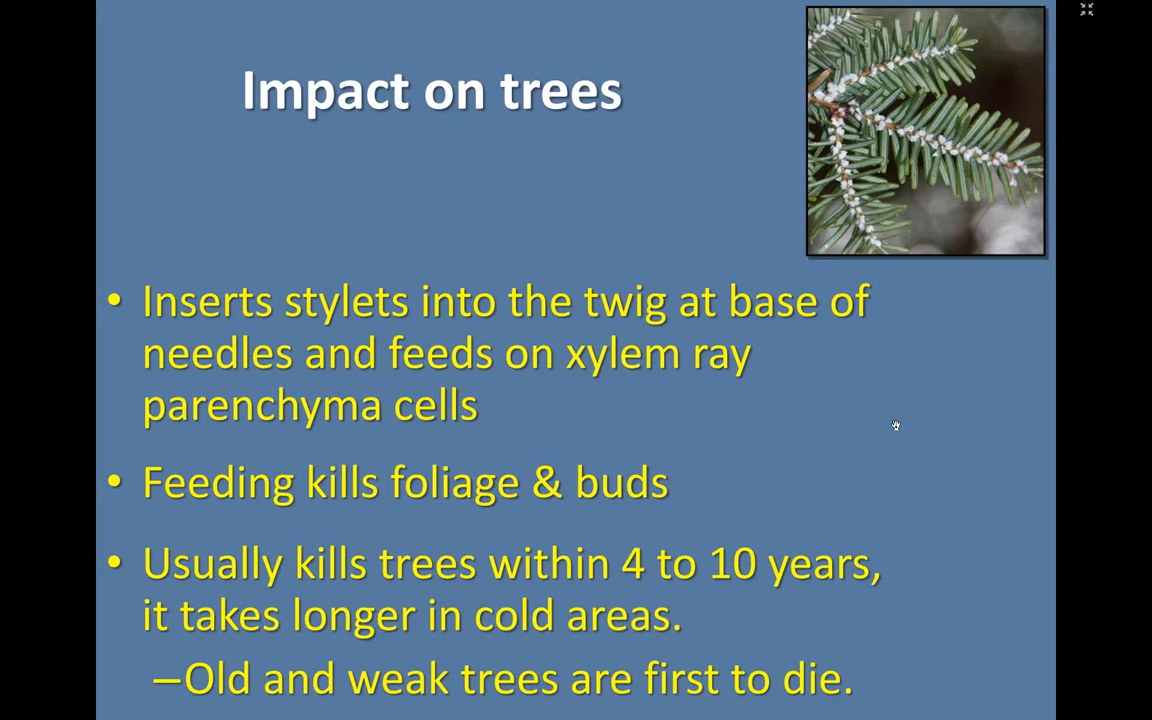 Impact on trees
• Inserts stylets into the twig at base of
needles and feeds on xylem ray
parenchyma cells
• Feeding kills foliage & buds
• Usually kills trees within 4 to 10 years,
it takes longer in cold areas.
–Old and weak trees are first to die.